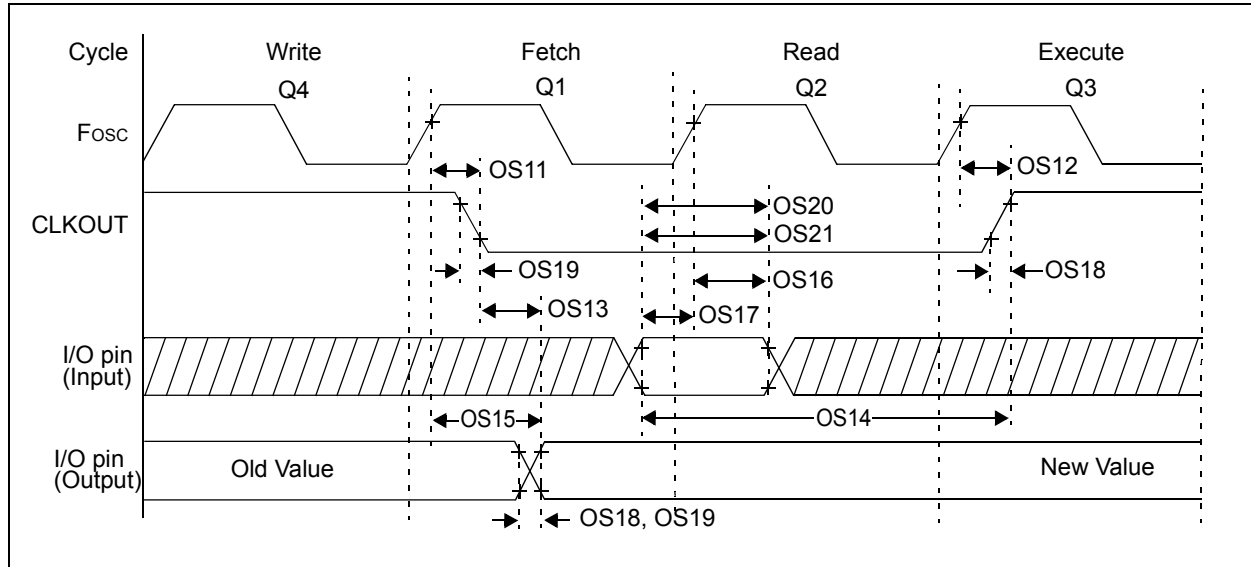 Cycle Write Fetch Read Execute
Q4 Q1 Q2 Q3
Fosc
OS11 OS12
CLKOUT
OS20
OS21
OS19 OS16 OS18
OS13 OS17
I/O pin
(Input)
OS15 OS14
I/O pin
(Output)
Old Value New Value
OS18, OS19